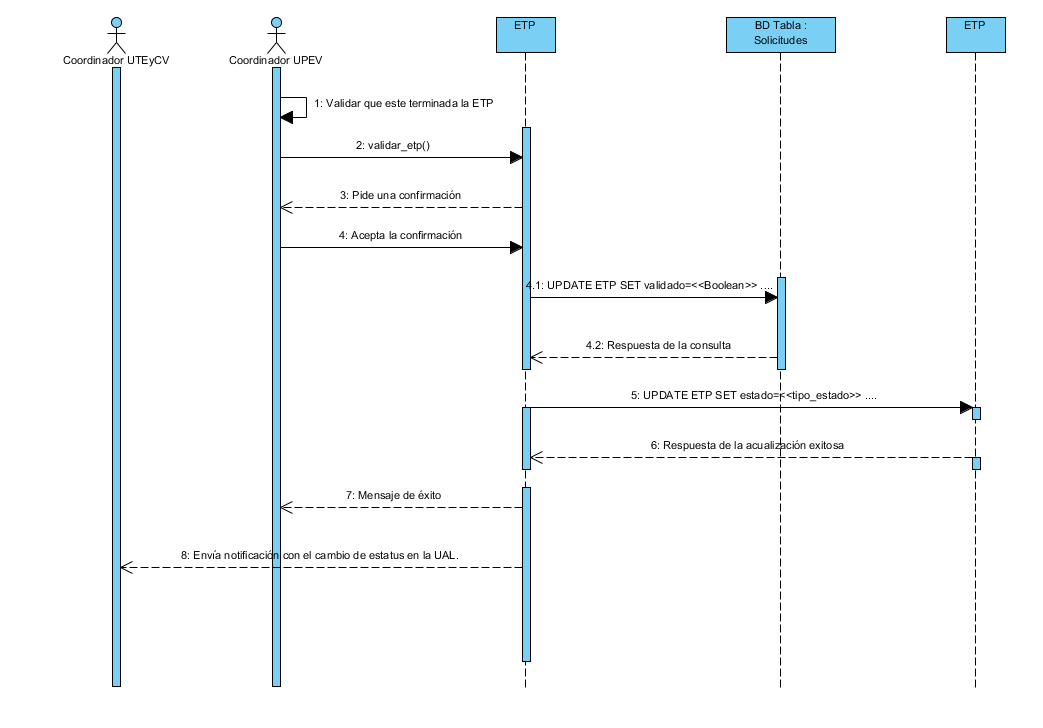 ETP
BD Tabla :
Solicitudes
ETP
Coordinador UTEyCV
Coordinador UPEV
1: Validar que este terminada la ETP
2: validar_etp()
3: Pide una confirmación
4: Acepta la confirmación
4.1: UPDATE ETP SET validado=<<Boolean>> ....
4.2: Respuesta de la consulta
5: UPDATE ETP SET estado=<<tipo_estado>> ....
6: Respuesta de la acualización exitosa
7: Mensaje de éxito
8: Envía notificación con el cambio de estatus en la UAL.